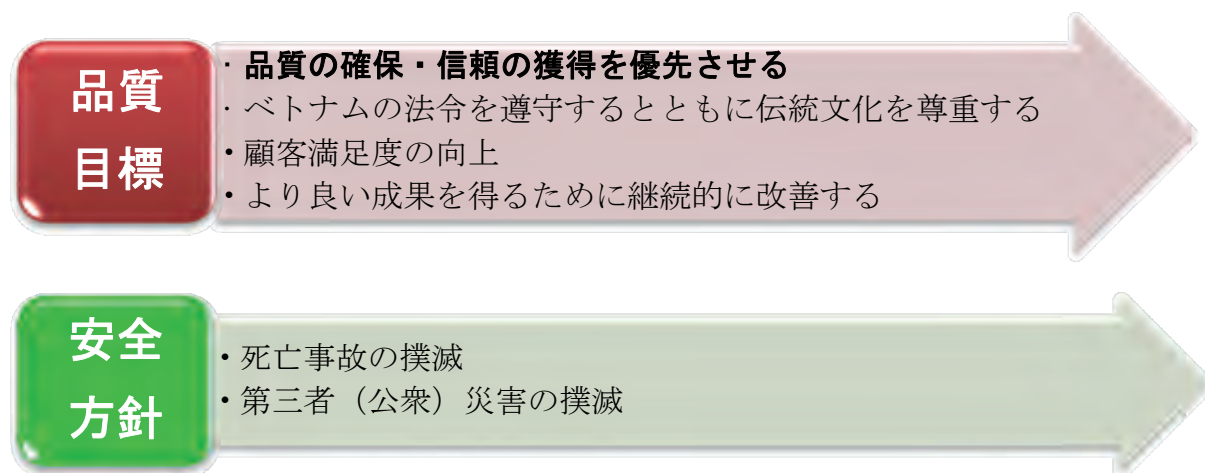 品質
目標
・品質の確保・信頼の獲得を優先させる
・ベトナムの法令を遵守するとともに伝統文化を尊重する
・顧客満足度の向上
・より良い成果を得るために継続的に改善する
安全
方針
・死亡事故の撲滅
・第三者（公衆）災害の撲滅